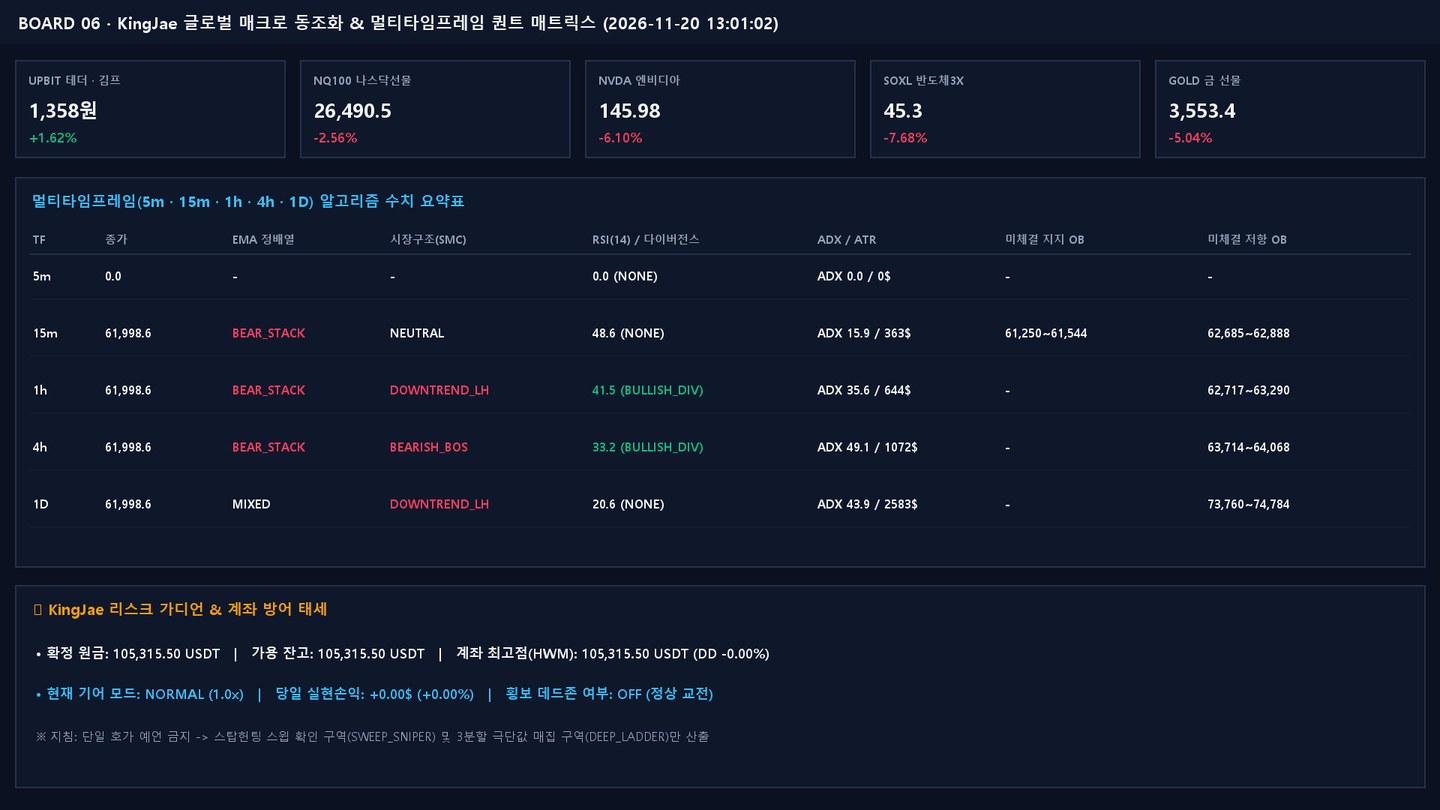 BOARD 06 · KingJae 글로벌 매크로 동조화 & 멀티타임프레임 퀀트 매트릭스 (2026-11-20 13:01:02)
UPBIT 테더 · 김프
1,358원
+1.62%
NQ100 나스닥선물
26,490.5
-2.56%
NVDA 엔비디아
145.98
-6.10%
SOXL 반도체3X
45.3
-7.68%
GOLD 금 선물
3,553.4
-5.04%
멀티타임프레임(5m · 15m · 1h · 4h · 1D) 알고리즘 수치 요약표
TF 종가 EMA 정배열 시장구조(SMC) RSI(14) / 다이버전스 ADX / ATR 미체결 지지 OB 미체결 저항 OB
5m 0.0 - - 0.0 (NONE) ADX 0.0 / 0$ - -
15m 61,998.6 BEAR_STACK NEUTRAL 48.6 (NONE) ADX 15.9 / 363$ 61,250~61,544 62,685~62,888
1h 61,998.6 BEAR_STACK DOWNTREND_LH 41.5 (BULLISH_DIV) ADX 35.6 / 644$ - 62,717~63,290
4h 61,998.6 BEAR_STACK BEARISH_BOS 33.2 (BULLISH_DIV) ADX 49.1 / 1072$ - 63,714~64,068
1D 61,998.6 MIXED DOWNTREND_LH 20.6 (NONE) ADX 43.9 / 2583$ - 73,760~74,784
KingJae 리스크 가디언 & 계좌 방어 태세
• 확정 원금: 105,315.50 USDT | 가용 잔고: 105,315.50 USDT | 계좌 최고점(HWM): 105,315.50 USDT (DD -0.00%)
• 현재 기어 모드: NORMAL (1.0x) | 당일 실현손익: +0.00$ (+0.00%) | 횡보 데드존 여부: OFF (정상 교전)
※ 지침: 단일 호가 예언 금지 -> 스탑헌팅 스윕 확인 구역(SWEEP_SNIPER) 및 3분할 극단값 매집 구역(DEEP_LADDER)만 산출